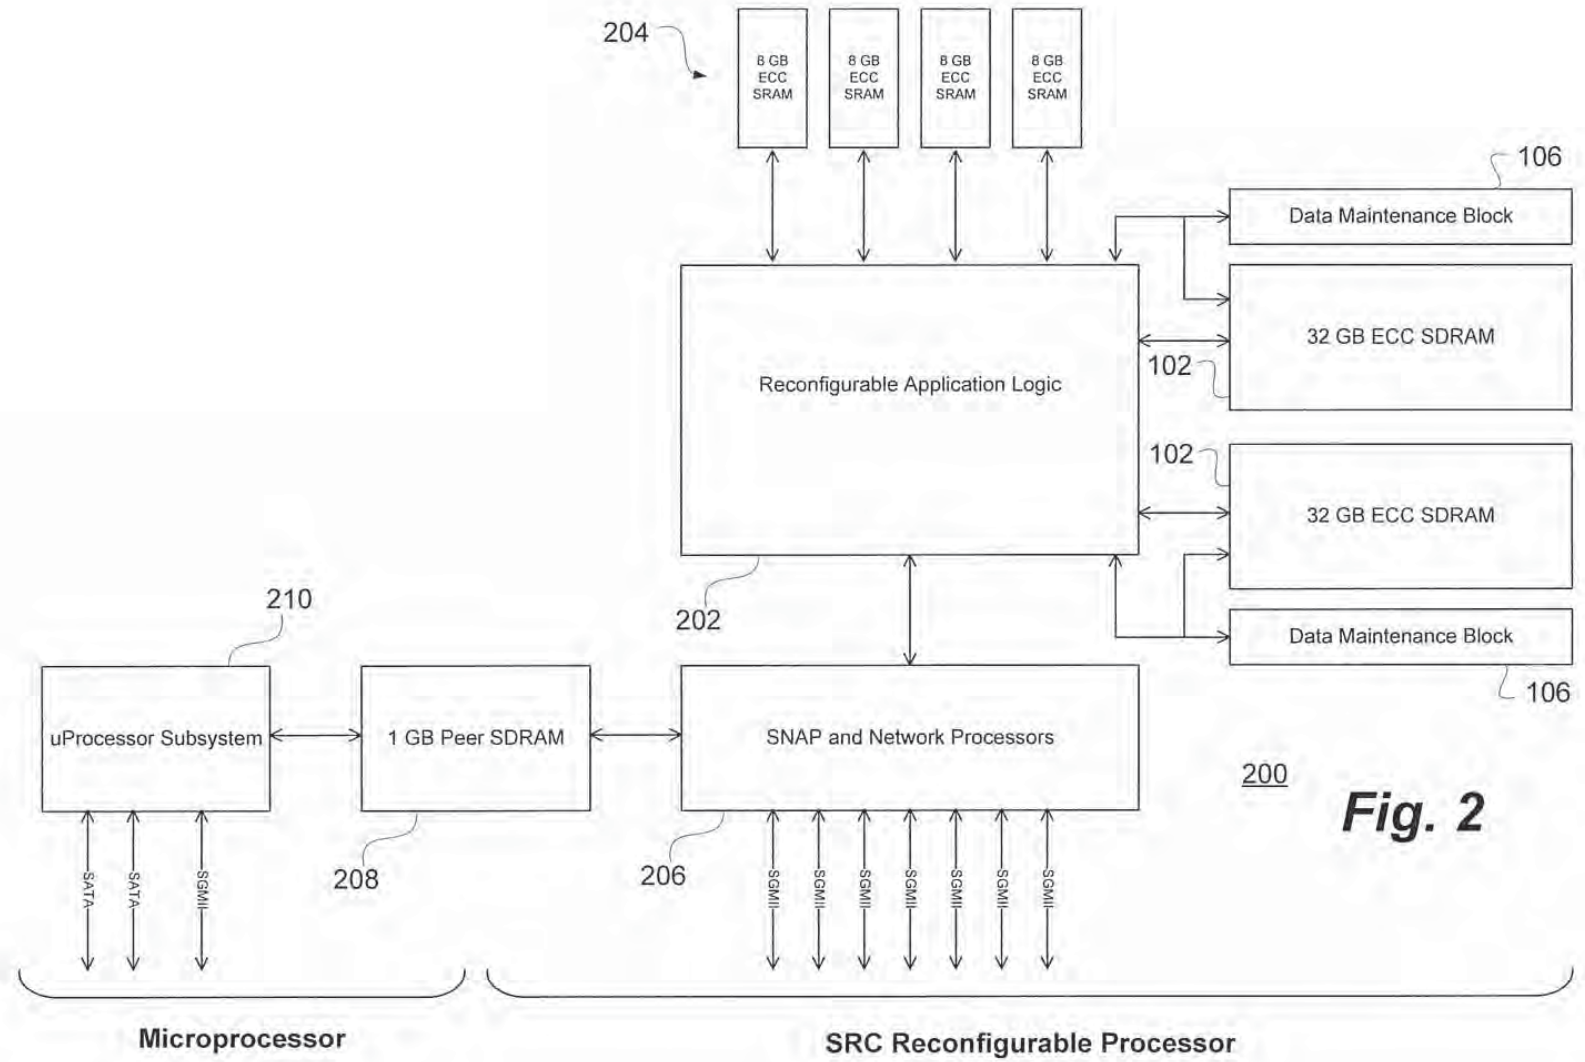 204
8 GB
ECC
SRAM
8 GB
ECC
SRAM
8 GB
ECC
SRAM
8 GB
ECC
SRAM
106
Data Maintenance Block
32 GB ECC SDRAM
102
Reconfigurable Application Logic
102
32 GB ECC SDRAM
202
Data Maintenance Block
106
210
uProcessor Subsystem
1 GB Peer SDRAM
SNAP and Network Processors
200
Fig. 2
208
206
SATA
SATA
SGMII
SGMII
SGMII
SGMII
SGMII
SGMII
SGMII
SGMII
Microprocessor
SRC Reconfigurable Processor